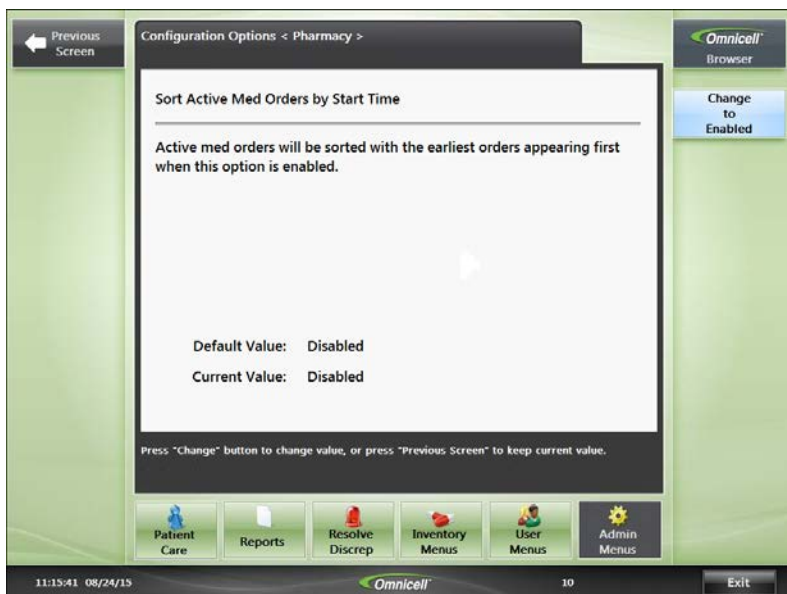 Previous
Screen
Configuration Options < Pharmacy >
Omnicell
Browser
Change
to
Enabled
Sort Active Med Orders by Start Time
Active med orders will be sorted with the earliest orders appearing first
when this option is enabled.
Default Value: Disabled
Current Value: Disabled
Press "Change" button to change value, or press "Previous Screen" to keep current value.
Patient
Care
Reports
Resolve
Discrep
Inventory
Menus
User
Menus
Admin
Menus
11:15:41 08/24/15
Omnicell
10
Exit